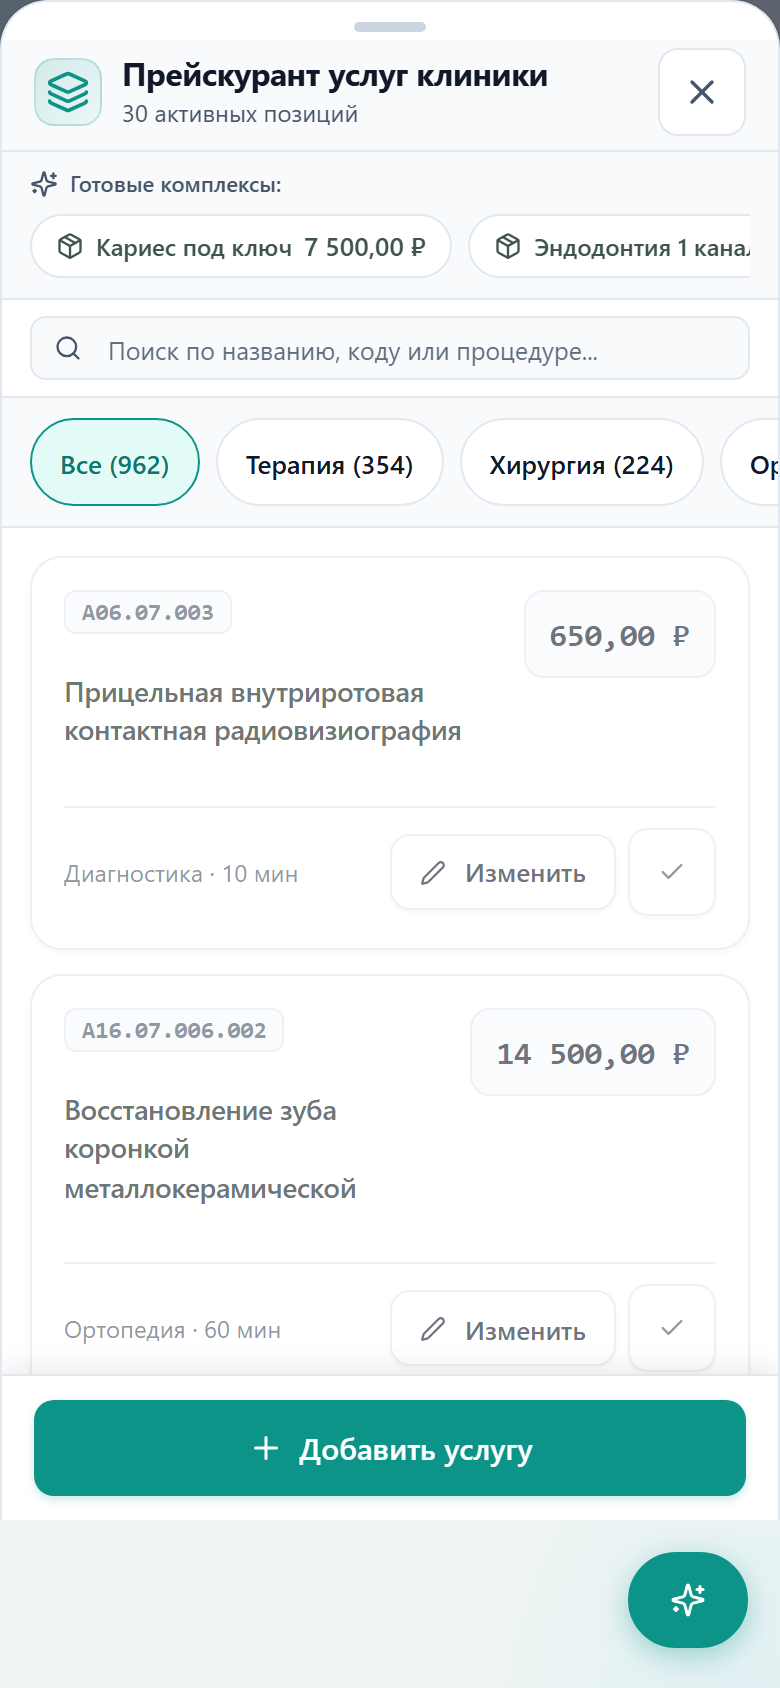 Прейскурант услуг клиники
30 активных позиций
Готовые комплексы:
Кариес под ключ 7 500,00 ₽
Эндодонтия 1 канал
Поиск по названию, коду или процедуре...
Все (962)
Терапия (354)
Хирургия (224)
Ор
A06.07.003
650,00 ₽
Прицельная внутриротовая
контактная радиовизиография
Диагностика · 10 мин
Изменить
A16.07.006.002
14 500,00 ₽
Восстановление зуба
коронкой
металлокерамической
Ортопедия · 60 мин
Изменить
Добавить услугу